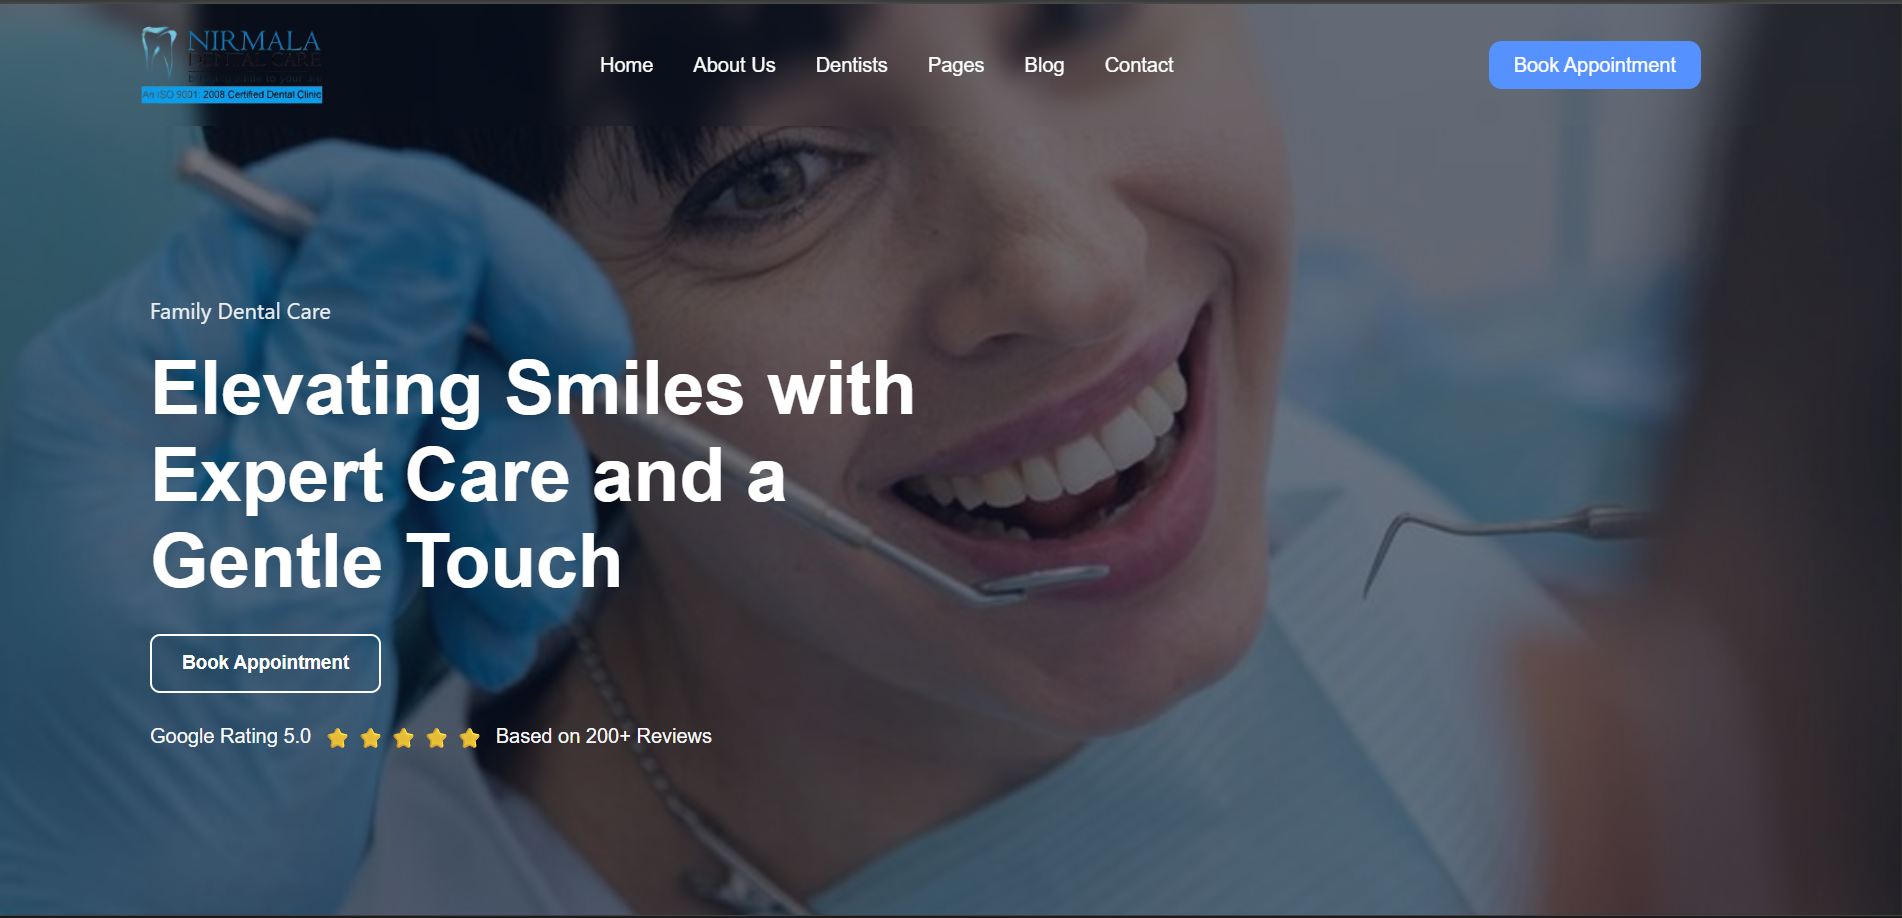 NIRMALA
DENTAL CARE
An ISO 9001: 2008 Certified Dental Clinic
Home About Us Dentists Pages Blog Contact
Book Appointment
Family Dental Care
Elevating Smiles with
Expert Care and a
Gentle Touch
Book Appointment
Google Rating 5.0 Based on 200+ Reviews